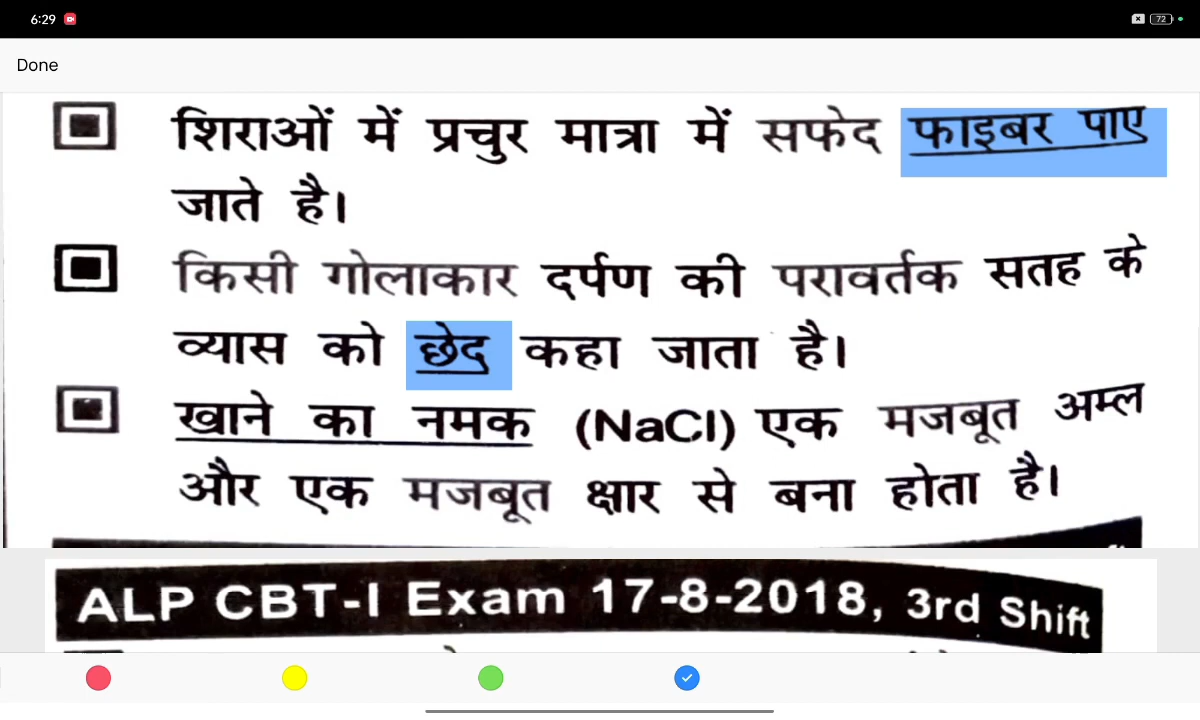 6:29
72
Done
शिराओं में प्रचुर मात्रा में सफेद फाइबर पाए
जाते है।
किसी गोलाकार दर्पण की परावर्तक सतह के
व्यास को छेद कहा जाता है।
खाने का नमक (NaCl) एक मजबूत अम्ल
और एक मजबूत क्षार से बना होता है।
ALP CBT-I Exam 17-8-2018, 3rd Shift